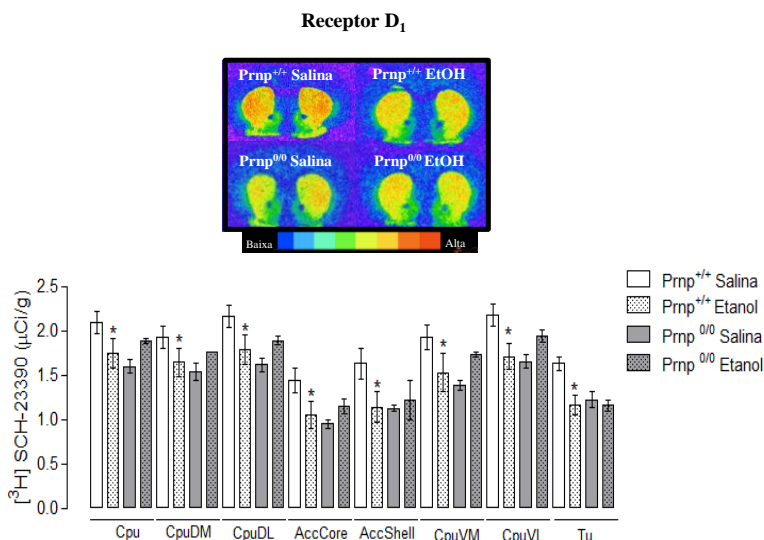 Receptor D₁
Prnp⁺/⁺ Salina
Prnp⁺/⁺ EtOH
Prnp⁰/⁰ Salina
Prnp⁰/⁰ EtOH
Baixa
Alta
[³H] SCH-23390 (μCi/g)
2.5
2.0
1.5
1.0
0.5
0.0
* * * * * * * *
Cpu CpuDM CpuDL AccCore AccShell CpuVM CpuVL Tu
Prnp⁺/⁺ Salina
Prnp⁺/⁺ Etanol
Prnp ⁰/⁰ Salina
Prnp ⁰/⁰ Etanol